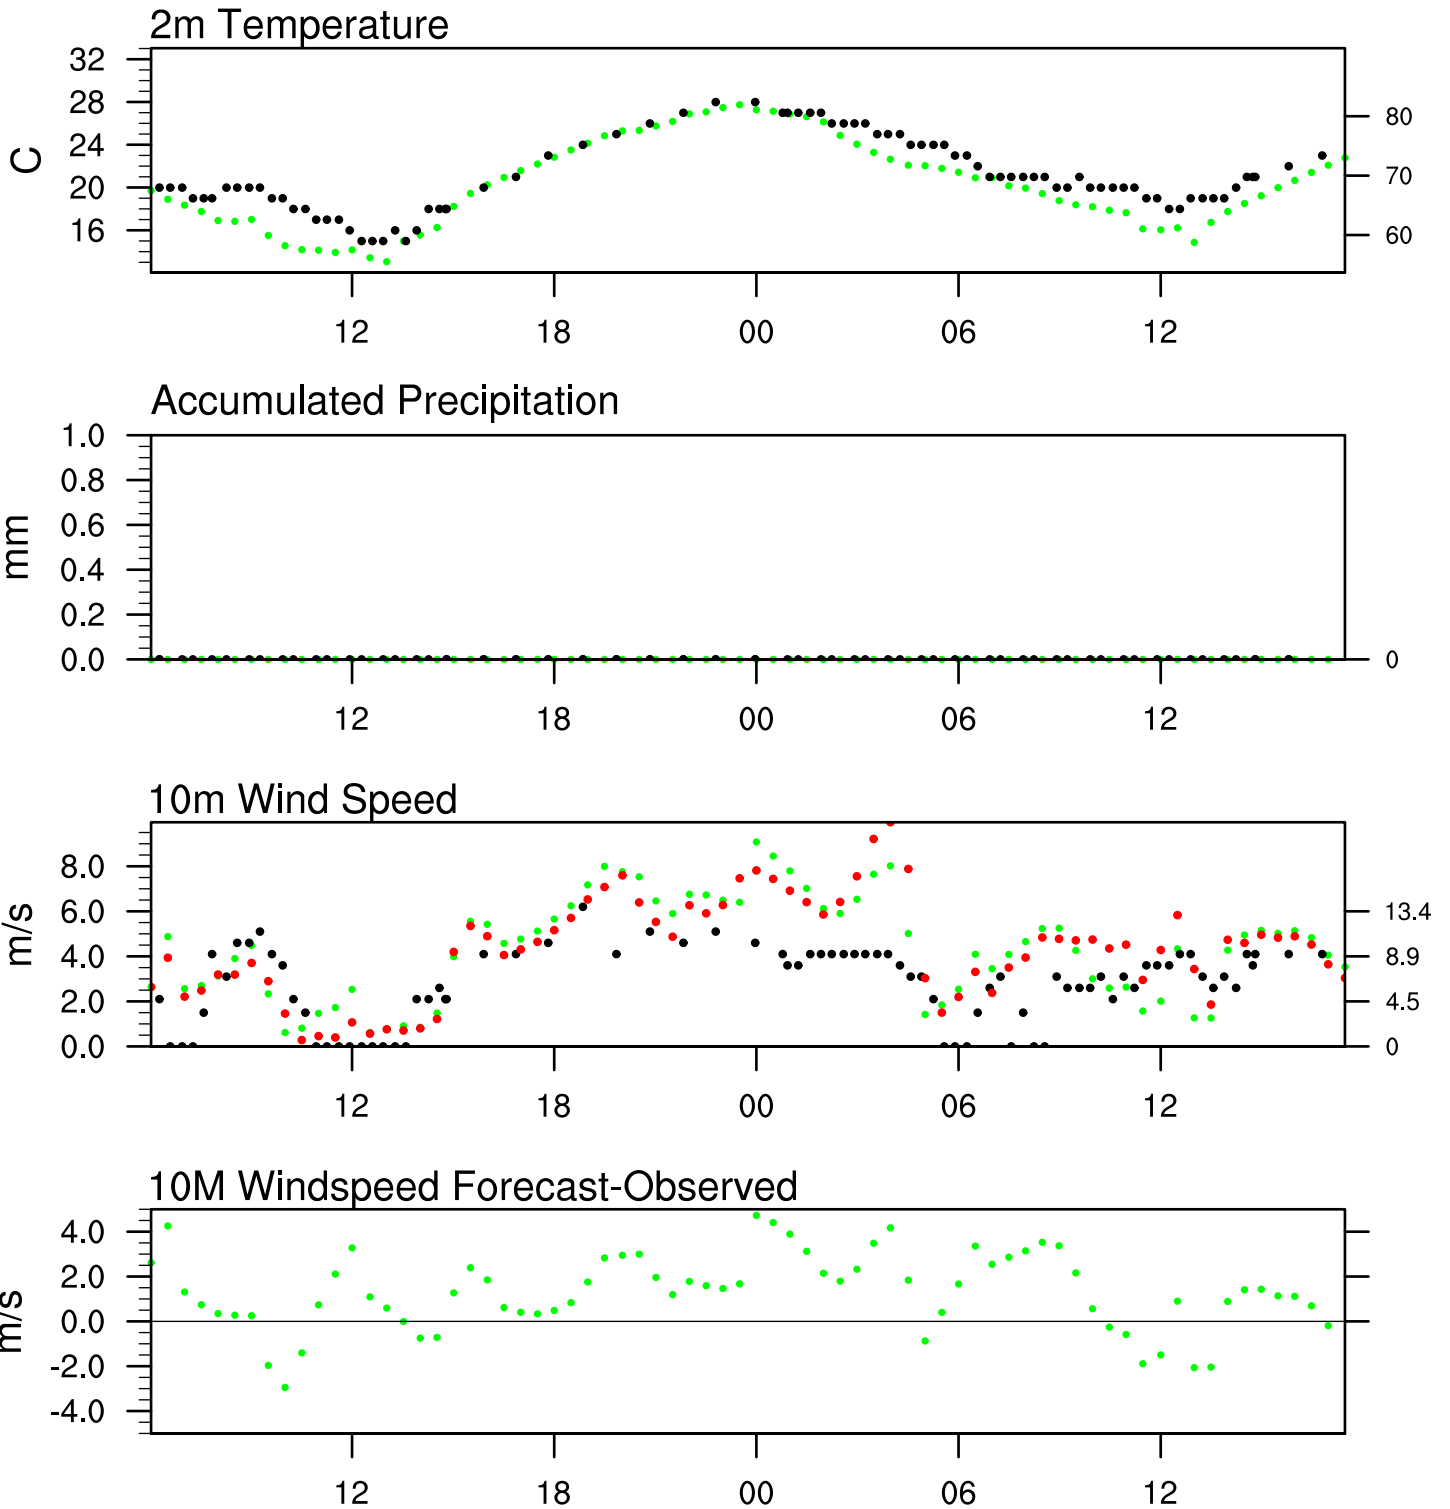 2m Temperature
32
28
24
20
16
C
80
70
60
12 18 00 06 12
Accumulated Precipitation
1.0
0.8
0.6
0.4
0.2
0.0
mm
0
12 18 00 06 12
10m Wind Speed
8.0
6.0
4.0
2.0
0.0
m/s
13.4
8.9
4.5
0
12 18 00 06 12
10M Windspeed Forecast-Observed
4.0
2.0
0.0
-2.0
-4.0
m/s
12 18 00 06 12